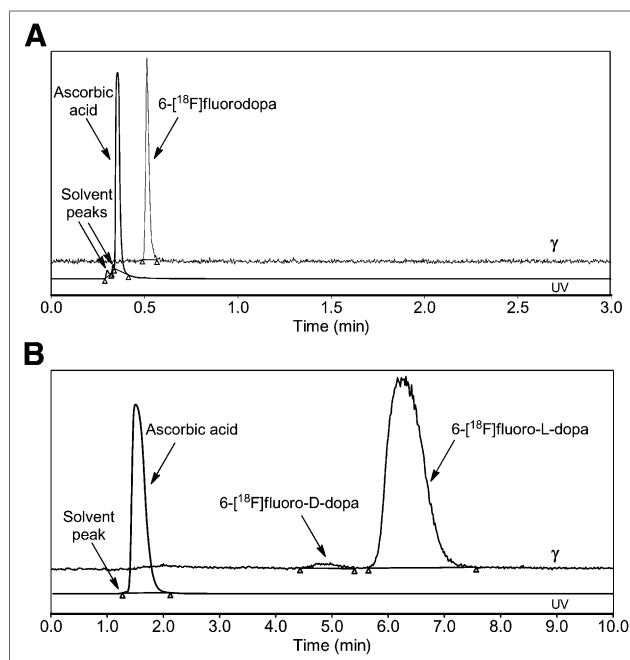 A
Ascorbic
acid
6-[¹⁸F]fluorodopa
Solvent
peaks
γ
UV
0.0 0.5 1.0 1.5 2.0 2.5 3.0
Time (min)
B
Ascorbic acid
6-[¹⁸F]fluoro-L-dopa
6-[¹⁸F]fluoro-D-dopa
Solvent
peak
γ
UV
0.0 1.0 2.0 3.0 4.0 5.0 6.0 7.0 8.0 9.0 10.0
Time (min)